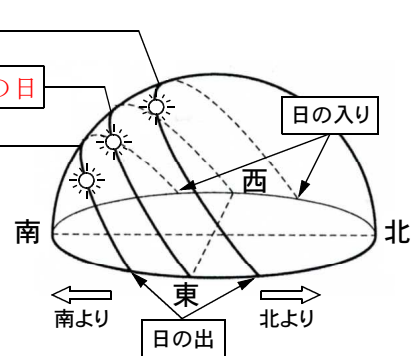 の日
日の入り
西
南
北
東
南より
北より
日の出